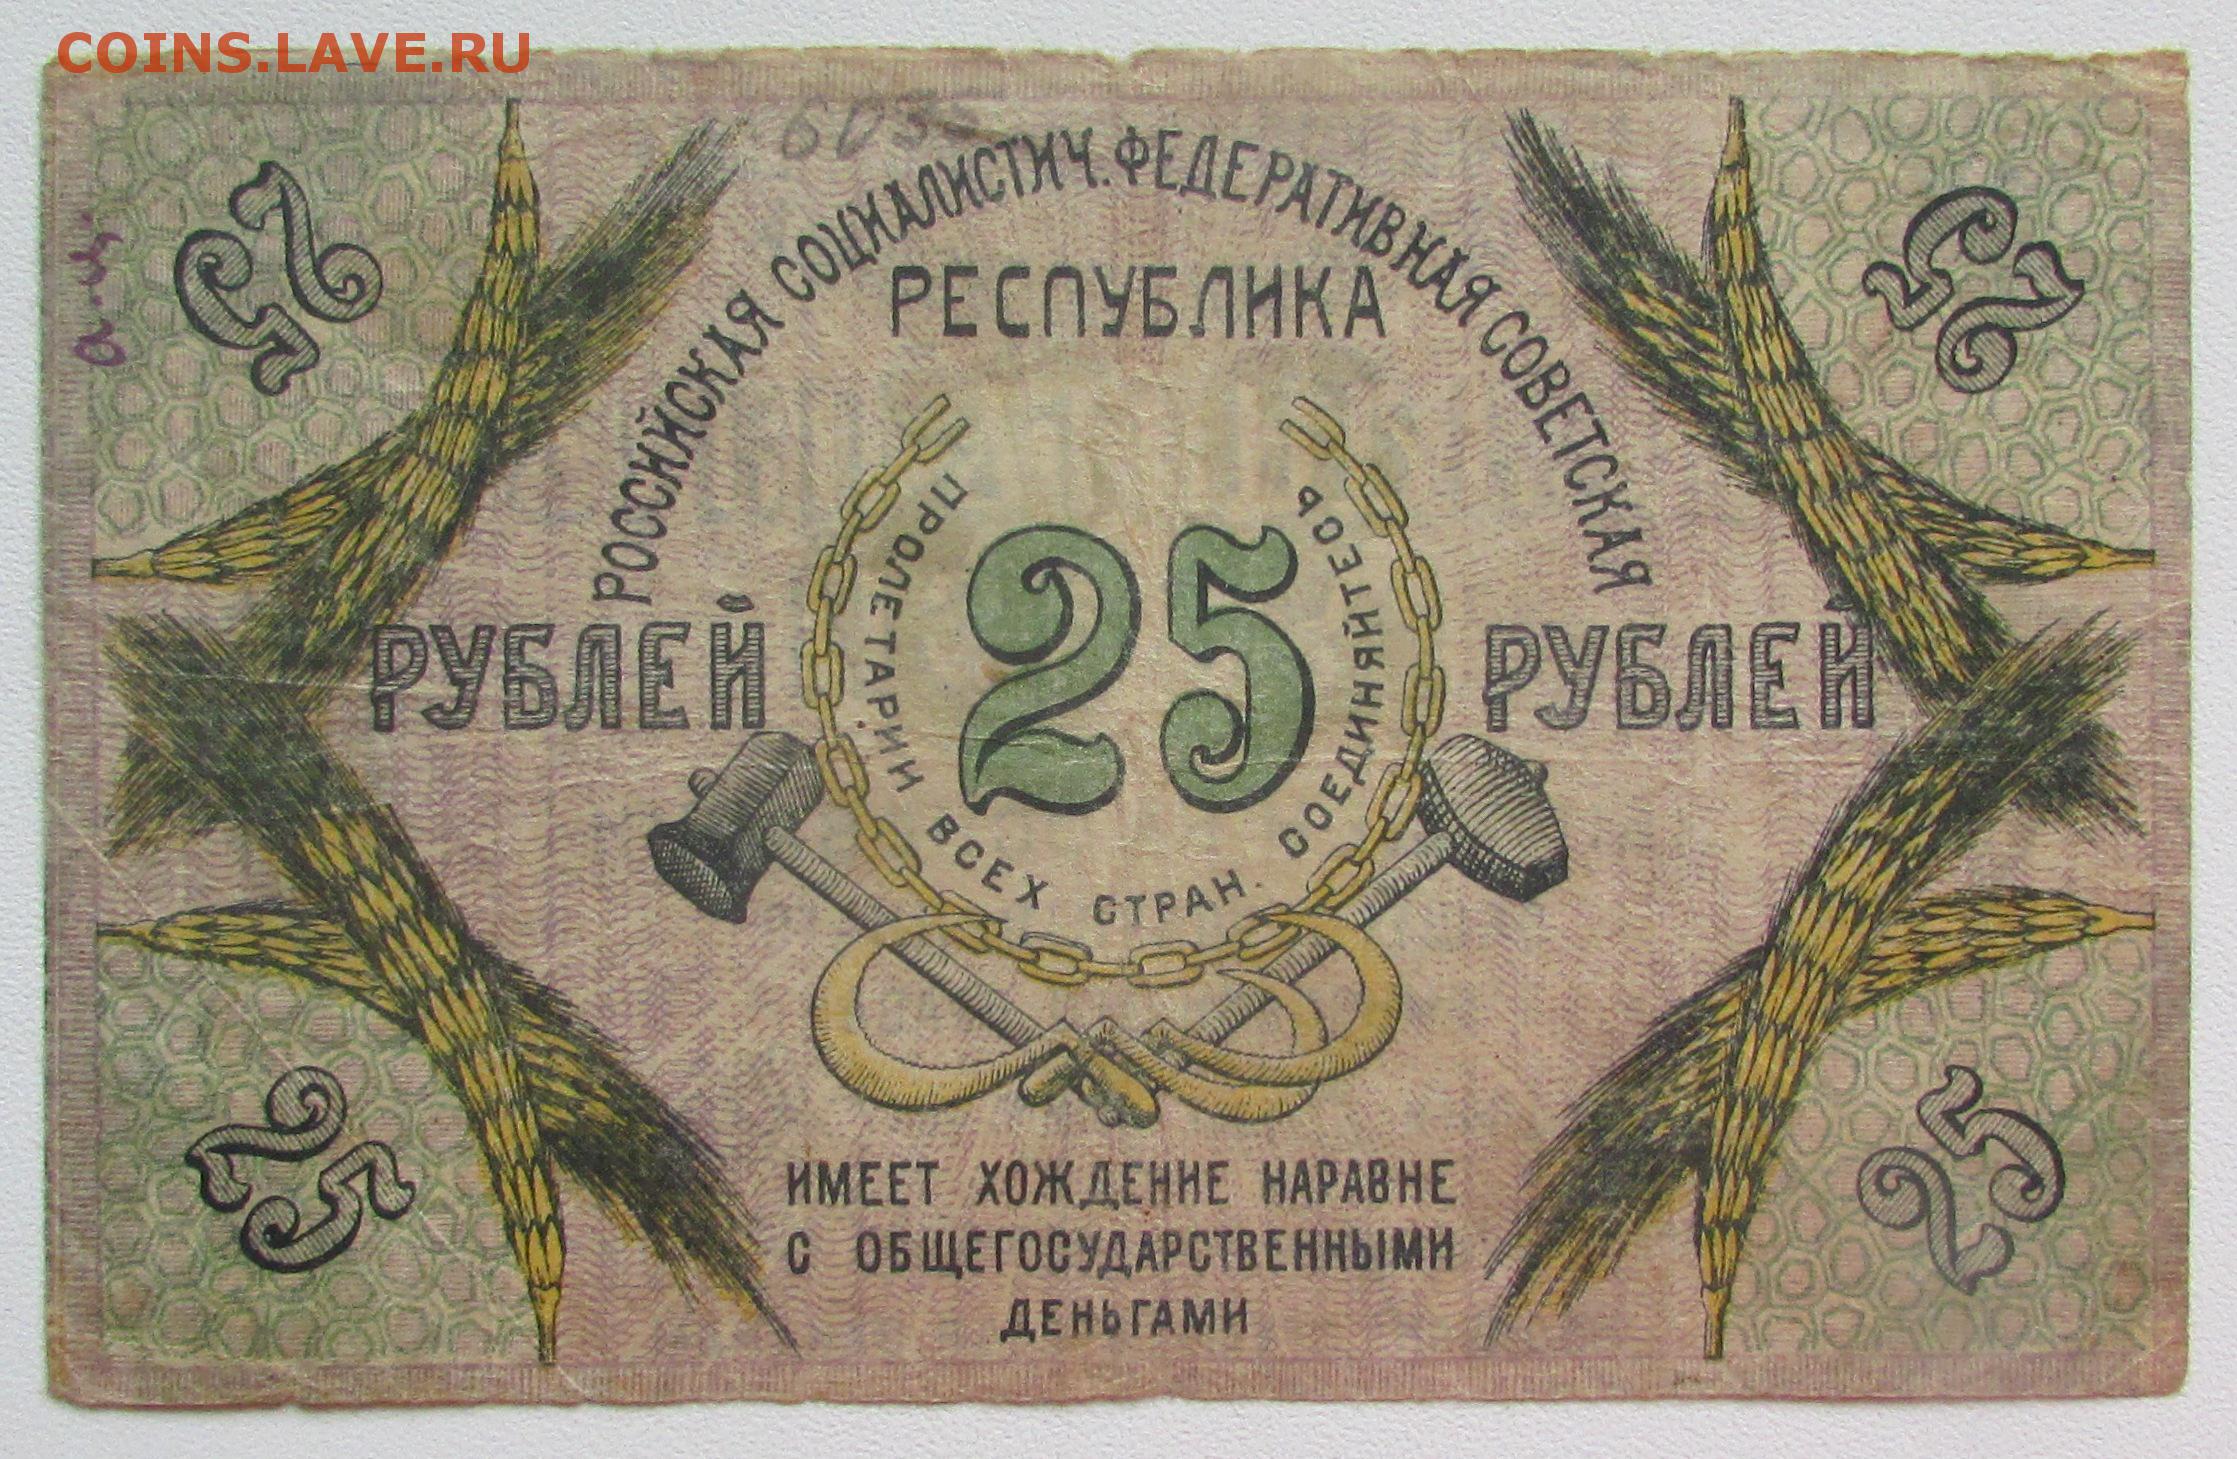 COINS.LAVE.RU
25
25
РОССИЙСКАЯ СОЦИАЛИСТИЧ. ФЕДЕРАТИВНАЯ СОВЕТСКАЯ
РЕСПУБЛИКА
РУБЛЕЙ 25 РУБЛЕЙ
ПРОЛЕТАРИИ ВСЕХ СТРАН. СОЕДИНЯЙТЕСЬ
25
25
ИМЕЕТ ХОЖДЕНИЕ НАРАВНЕ
С ОБЩЕГОСУДАРСТВЕННЫМИ
ДЕНЬГАМИ